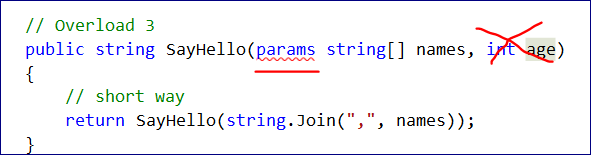 // Overload 3
public string SayHello(params string[] names, int age)
{
// short way
return SayHello(string.Join(",", names));
}